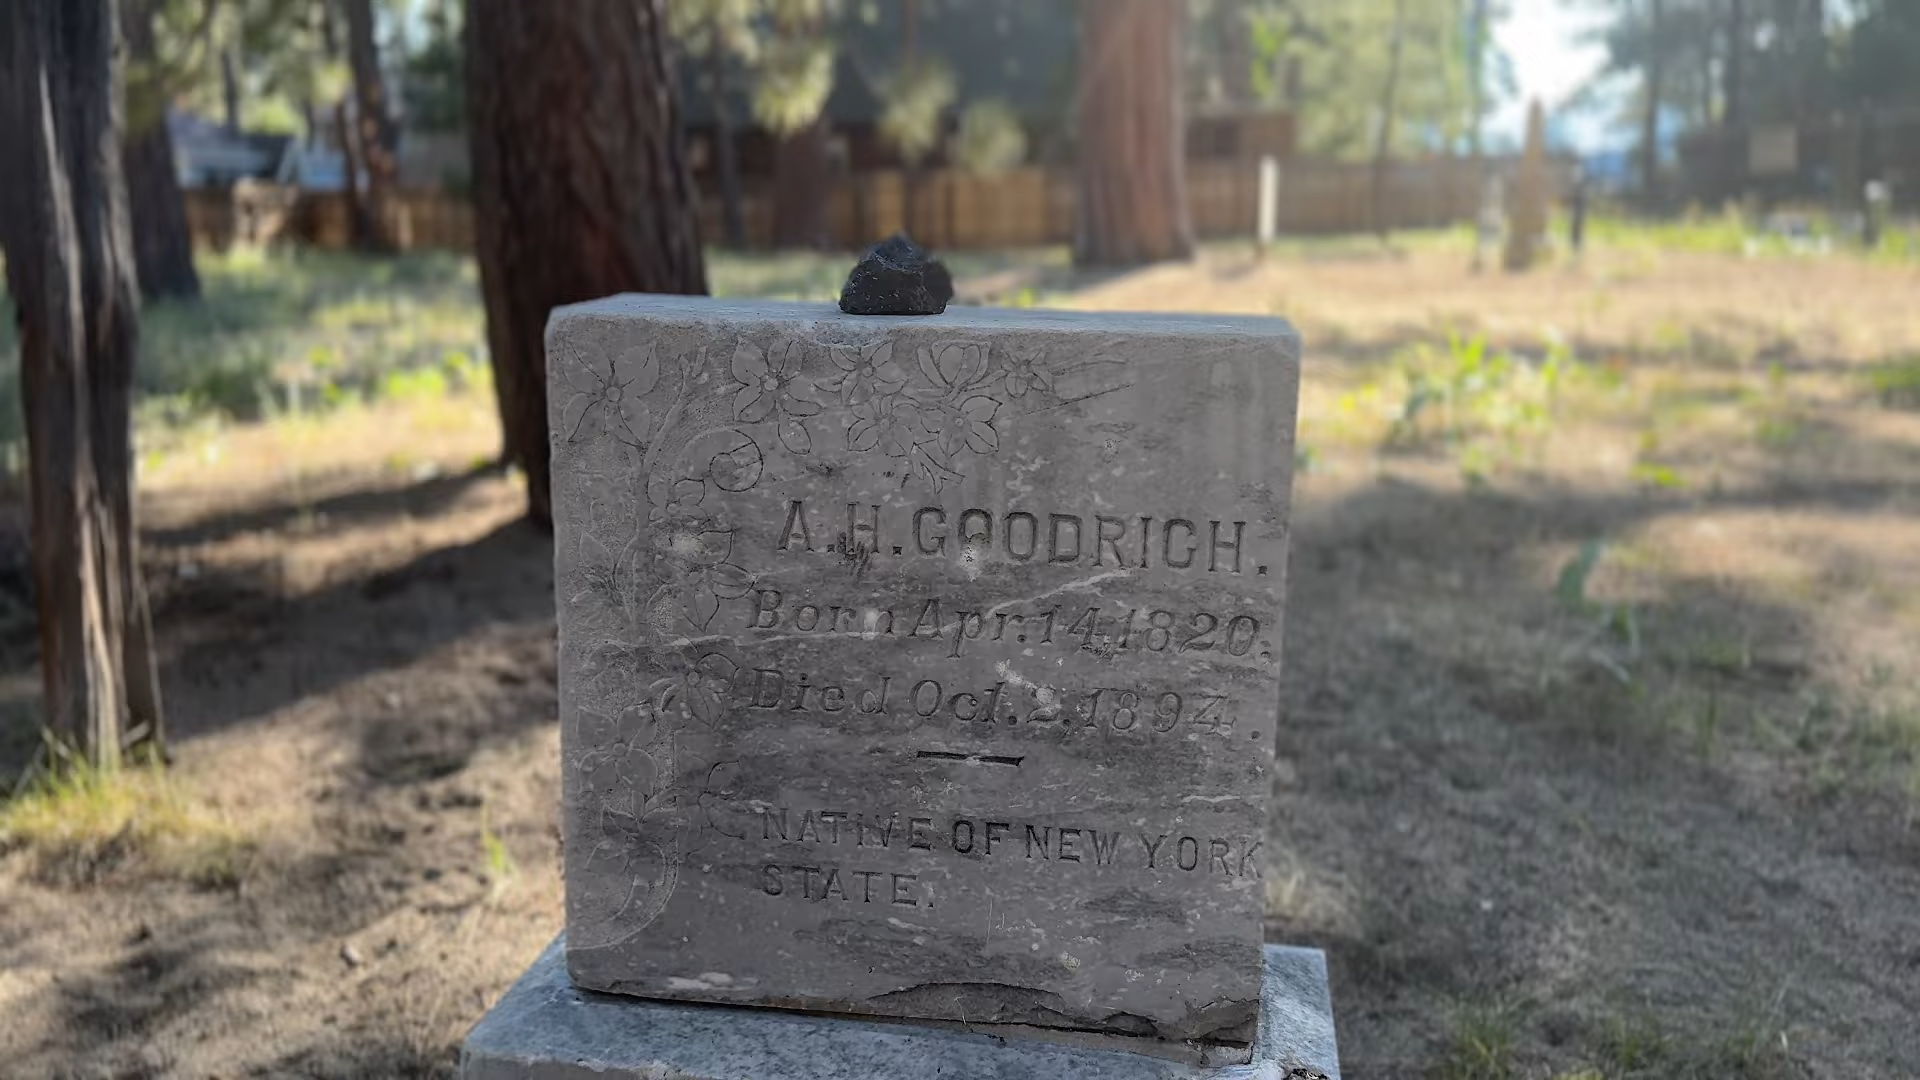 A.H.GOODRICH.
Born Apr.14,1820.
Died Oct.2,1894.
NATIVE OF NEW YORK
STATE.